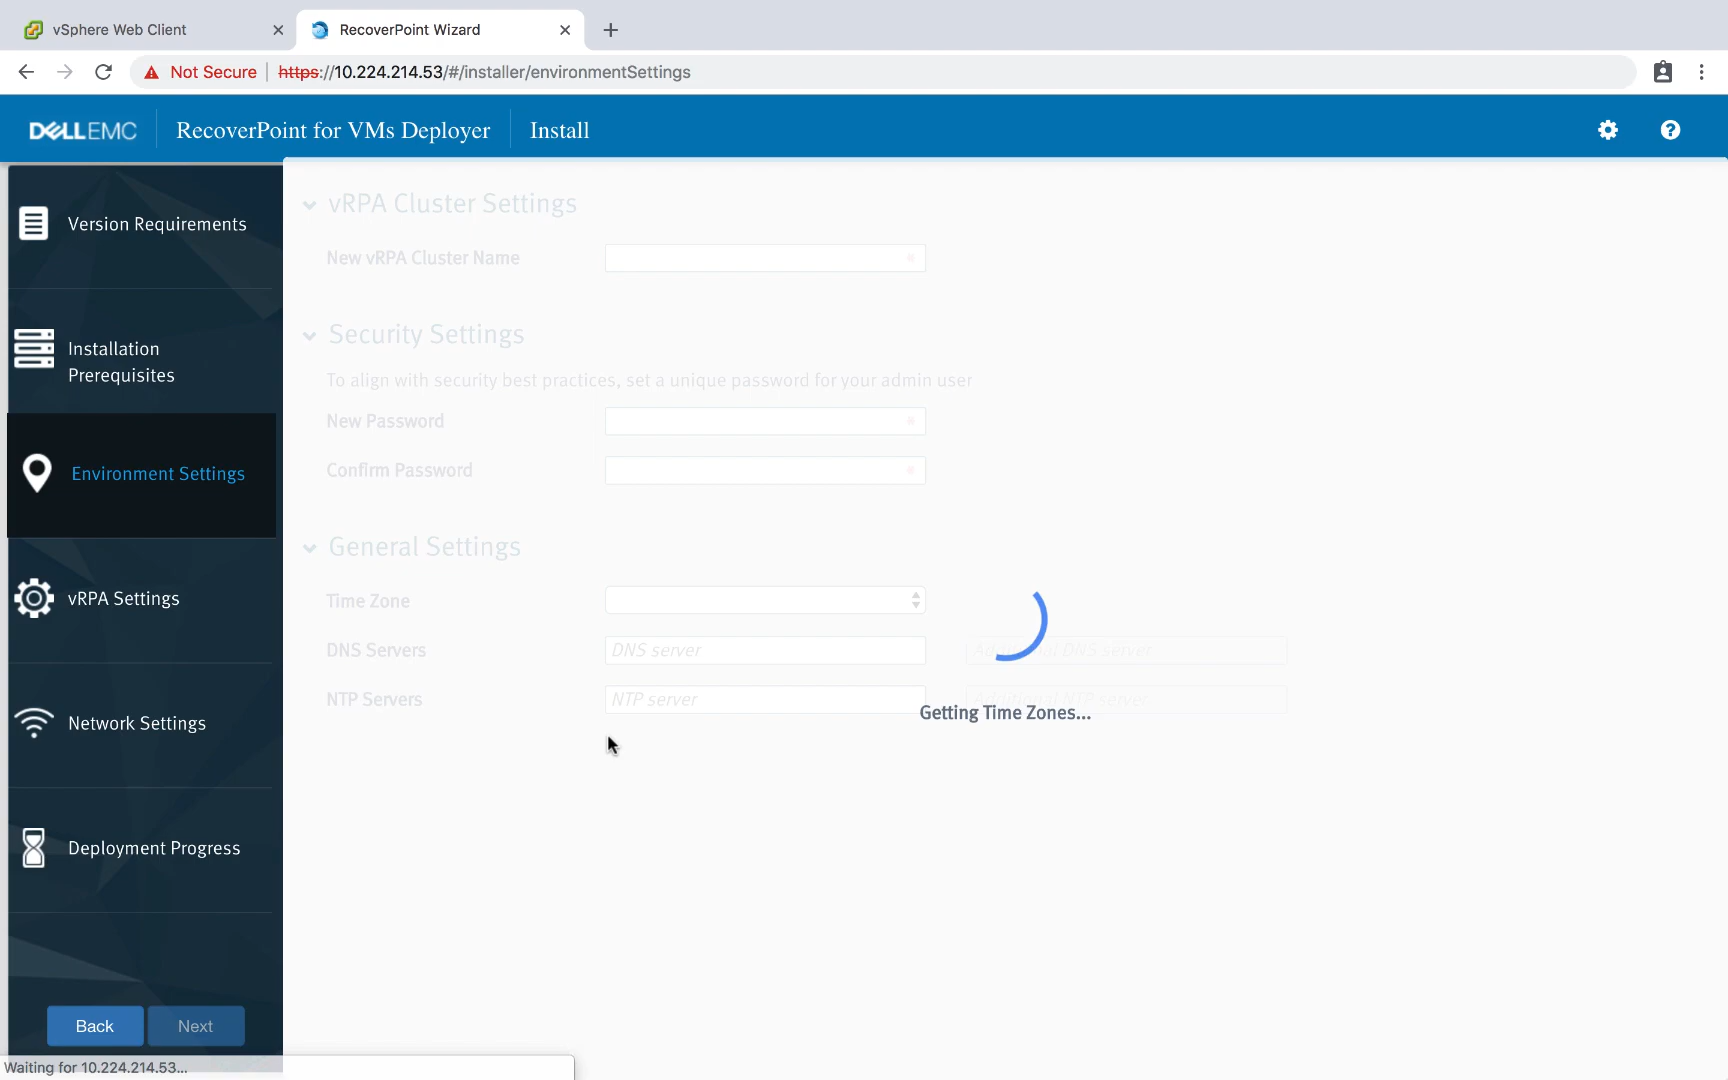 vSphere Web Client
RecoverPoint Wizard
Not Secure https://10.224.214.53/#/installer/environmentSettings
DELLEMC RecoverPoint for VMs Deployer Install
Version Requirements
Installation
Prerequisites
Environment Settings
vRPA Settings
Network Settings
Deployment Progress
Back Next
Waiting for 10.224.214.53...
vRPA Cluster Settings
New vRPA Cluster Name
Security Settings
To align with security best practices, set a unique password for your admin user
New Password
Confirm Password
General Settings
Time Zone
DNS Servers DNS server Additional DNS server
NTP Servers NTP server Additional NTP server
Getting Time Zones...